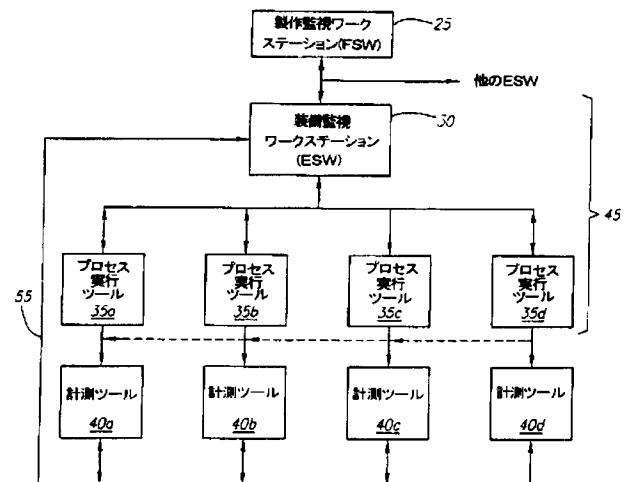 製作監視ワーク
ステーション(FSW)
25
他のESW
装備監視
ワークステーション
(ESW)
30
45
プロセス
実行
ツール
35a
プロセス
実行
ツール
35b
プロセス
実行
ツール
35c
プロセス
実行
ツール
35d
55
計測ツール
40a
計測ツール
40b
計測ツール
40c
計測ツール
40d